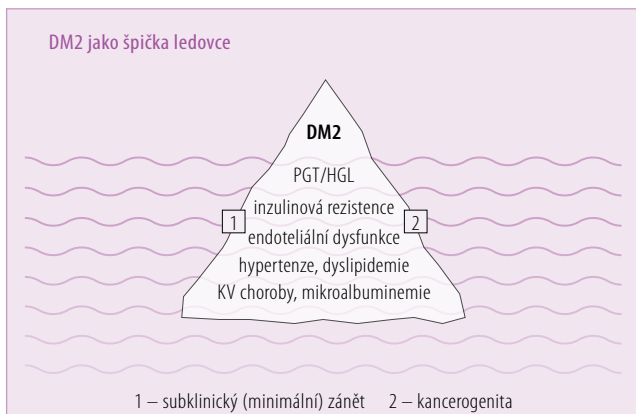 DM2 jako špička ledovce
DM2
PGT/HGL
inzulinová rezistence
1
2
endoteliální dysfunkce
hypertenze, dyslipidemie
KV choroby, mikroalbuminemie
1 – subklinický (minimální) zánět 2 – kancerogenita